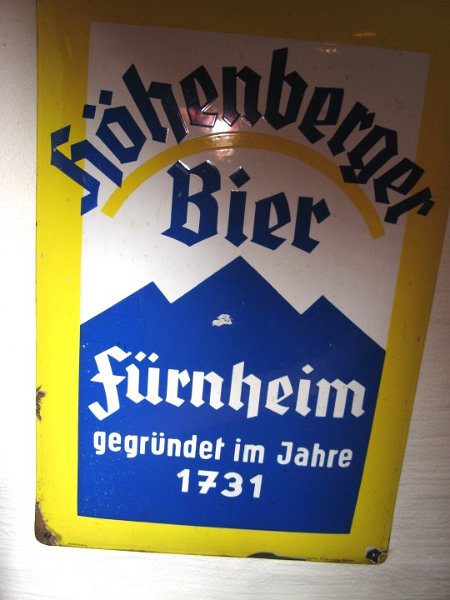 Höhenberger
Bier
Fürnheim
gegründet im Jahre
1731